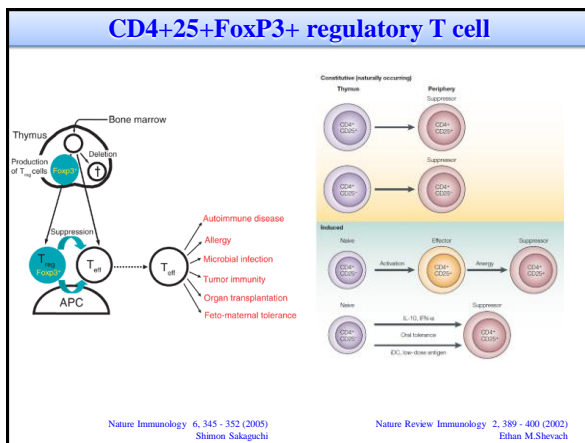 CD4+25+FoxP3+ regulatory T cell
Bone marrow
Thymus
Deletion
Production
of Treg cells
Foxp3+
†
Suppression
Treg
Foxp3+
Teff
APC
Teff
Autoimmune disease
Allergy
Microbial infection
Tumor immunity
Organ transplantation
Feto-maternal tolerance
Nature Immunology 6, 345 - 352 (2005)
Shimon Sakaguchi
Constitutive (naturally occurring)
Thymus
Periphery
Suppressor
CD4+
CD25+
CD4+
CD25+
Suppressor
CD4+
CD25–
CD4+
CD25–
Induced
Naive
Effector
Suppressor
CD4+
CD25–
Activation
CD4+
CD25+
Anergy
CD4+
CD25+
Naive
Suppressor
CD4+
CD25–
IL-10, IFN-α
Oral tolerance
iDC, low-dose antigen
CD4+
CD25+
Nature Review Immunology 2, 389 - 400 (2002)
Ethan M.Shevach